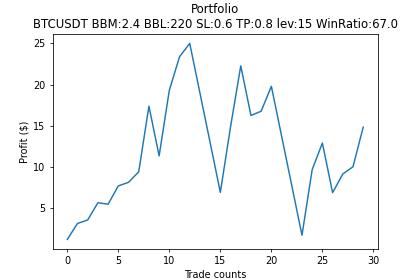 Portfolio
BTCUSDT BBM:2.4 BBL:220 SL:0.6 TP:0.8 lev:15 WinRatio:67.0
25
20
15
10
5
Profit ($)
0 5 10 15 20 25 30
Trade counts